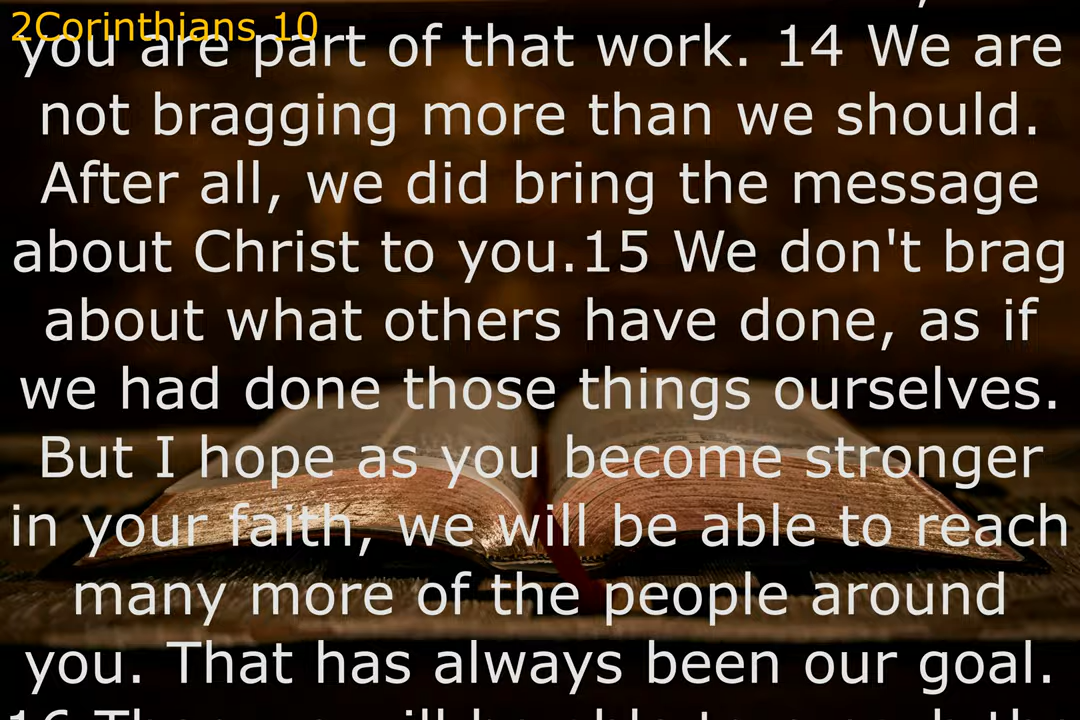 2Corinthians 10
you are part of that work. 14 We are
not bragging more than we should.
After all, we did bring the message
about Christ to you.15 We don't brag
about what others have done, as if
we had done those things ourselves.
But I hope as you become stronger
in your faith, we will be able to reach
many more of the people around
you. That has always been our goal.